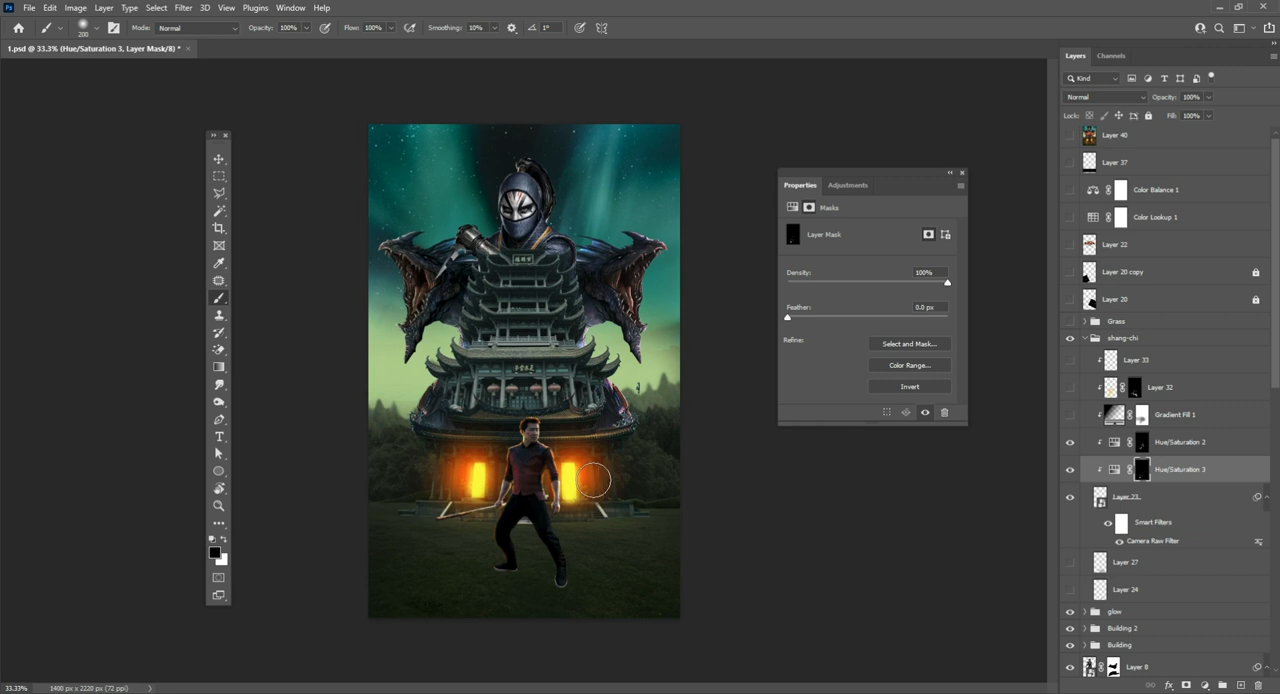 Ps File Edit Image Layer Type Select Filter 3D View Plugins Window Help
200 Mode: Normal Opacity: 100% Flow: 100% Smoothing: 10% 1°
1.psd @ 33.3% (Hue/Saturation 3, Layer Mask/8) * ×
Layers Channels
Kind
Normal Opacity: 100%
Lock: Fill: 100%
Layer 40
Layer 37
Color Balance 1
Color Lookup 1
Layer 22
Layer 20 copy
Layer 20
Grass
shang-chi
Layer 33
Layer 32
Gradient Fill 1
Hue/Saturation 2
Hue/Saturation 3
Layer 23
Smart Filters
Camera Raw Filter
Layer 27
Layer 24
glow
Building 2
Building
Layer 8
Properties Adjustments
Masks
Layer Mask
Density: 100%
Feather: 0.0 px
Refine: Select and Mask...
Color Range...
Invert
33.33% 1400 px x 2220 px (72 ppi)